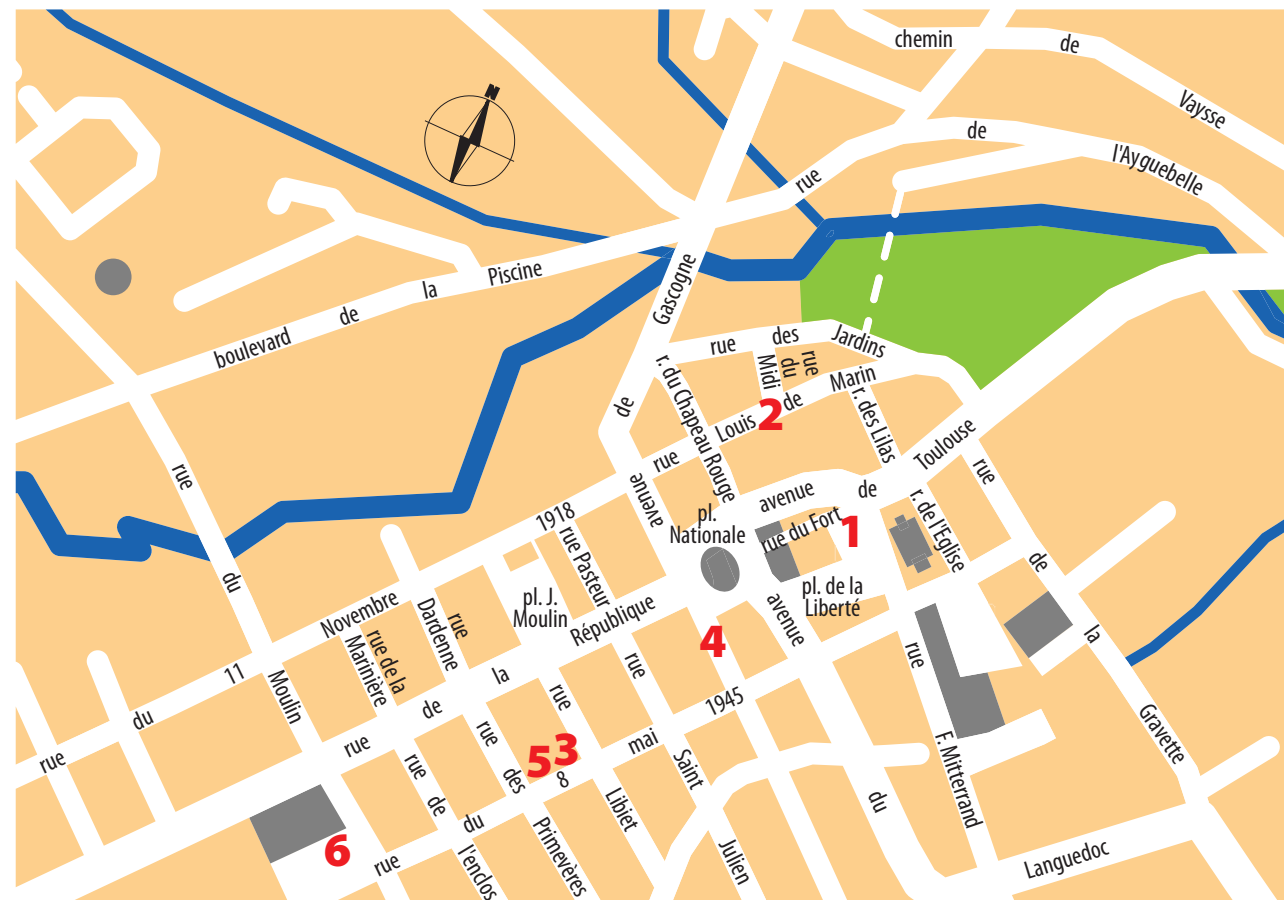 chemin de Vaysse
rue de l'Ayguebelle
N
boulevard de la Piscine
avenue de Gascogne
rue des Jardins
rue du
Midi
r. du Chapeau Rouge
rue Louis de Marin
2
r. des Lilas
avenue de Toulouse
pl.
Nationale
rue du Fort
1
r. de l'Eglise
pl. de la
Liberté
rue du 11 Novembre 1918
rue Pasteur
pl. J.
Moulin
rue Dardenne
rue de la
Marinière
rue du Moulin
rue de la République
4
avenue du Languedoc
rue du 8 mai 1945
rue Saint Julien
rue Libiet
rue des Primevères
5
3
rue de l'enclos
6
rue F. Mitterrand
rue de la Gravette